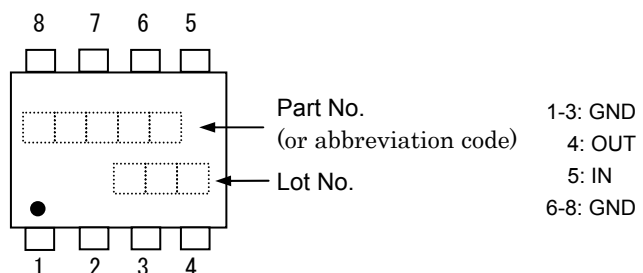 8 7 6 5
Part No.
(or abbreviation code)
Lot No.
1 2 3 4
1-3: GND
4: OUT
5: IN
6-8: GND